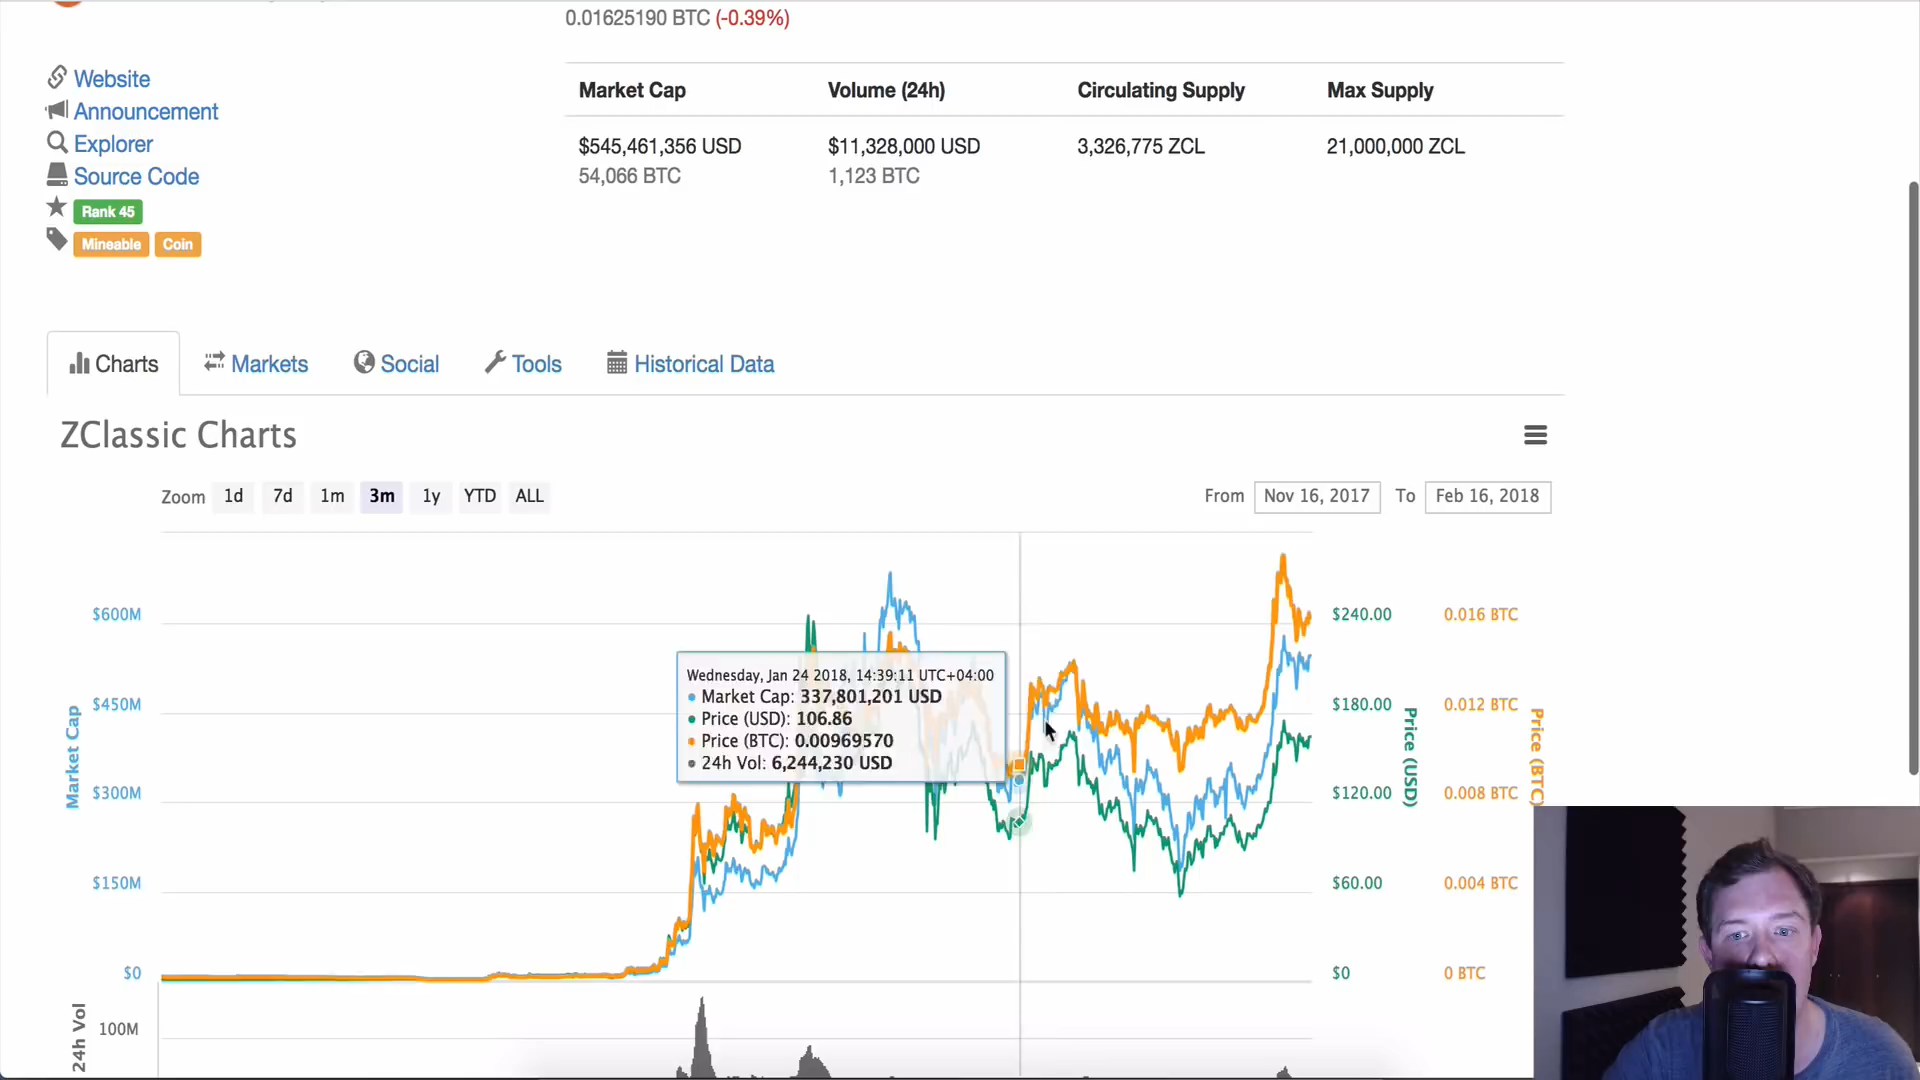 0.01625190 BTC (-0.39%)
Website
Announcement
Explorer
Source Code
Rank 45
Mineable Coin
Market Cap Volume (24h) Circulating Supply Max Supply
$545,461,356 USD $11,328,000 USD 3,326,775 ZCL 21,000,000 ZCL
54,066 BTC 1,123 BTC
Charts Markets Social Tools Historical Data
ZClassic Charts
Zoom 1d 7d 1m 3m 1y YTD ALL From Nov 16, 2017 To Feb 16, 2018
$600M $240.00 0.016 BTC
$450M $180.00 0.012 BTC
$300M $120.00 0.008 BTC
$150M $60.00 0.004 BTC
$0 $0 0 BTC
Market Cap
Price (USD)
Price (BTC)
Wednesday, Jan 24 2018, 14:39:11 UTC+04:00
Market Cap: 337,801,201 USD
Price (USD): 106.86
Price (BTC): 0.00969570
24h Vol: 6,244,230 USD
24h Vol
100M